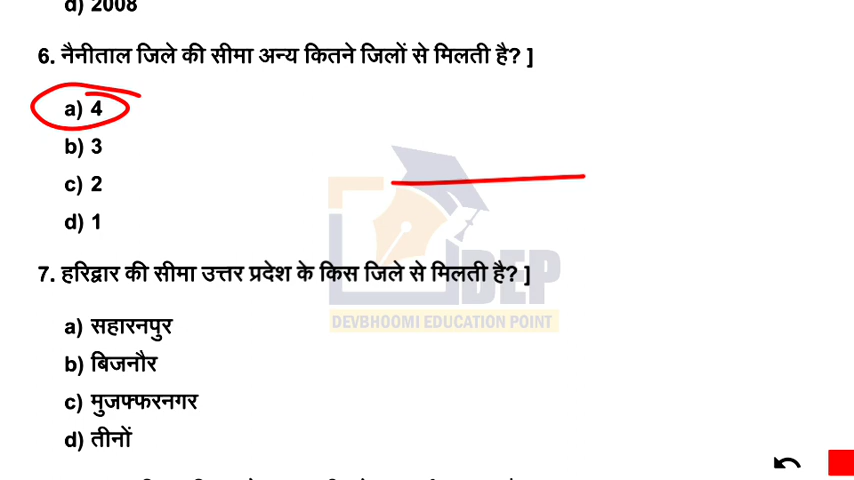 d) 2008
6. नैनीताल जिले की सीमा अन्य कितने जिलों से मिलती है? ]
a) 4
b) 3
c) 2
d) 1
7. हरिद्वार की सीमा उत्तर प्रदेश के किस जिले से मिलती है? ]
DEP
DEVBHOOMI EDUCATION POINT
a) सहारनपुर
b) बिजनौर
c) मुजफ्फरनगर
d) तीनों